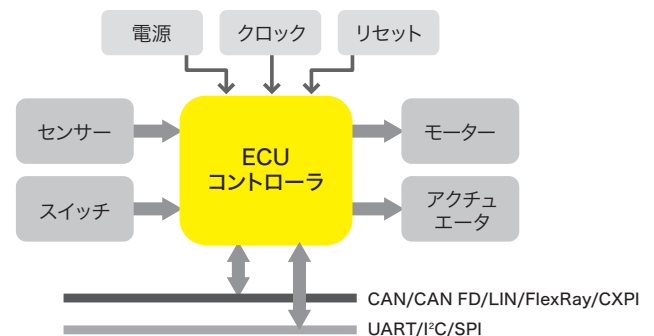 電源
クロック
リセット
センサー
スイッチ
ECU
コントローラ
モーター
アクチュ
エータ
CAN/CAN FD/LIN/FlexRay/CXPI
UART/I²C/SPI